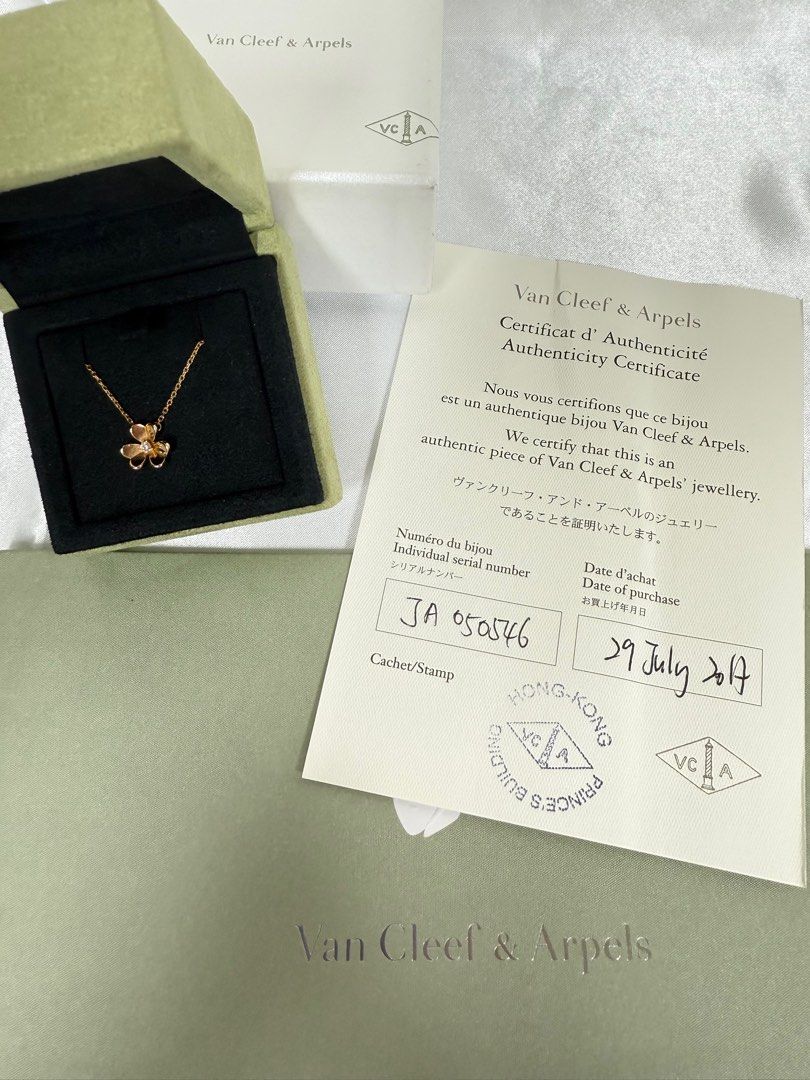 Van Cleef & Arpels
VC A
Van Cleef & Arpels
Certificat d' Authenticité
Authenticity Certificate
Nous vous certifions que ce bijou
est un authentique bijou Van Cleef & Arpels.
We certify that this is an
authentic piece of Van Cleef & Arpels' jewellery.
ヴァンクリーフ・アンド・アーペルのジュエリー
であることを証明いたします。
Numéro du bijou
Individual serial number
シリアルナンバー
JA 050546
Date d'achat
Date of purchase
お買上げ年月日
29 July 2017
Cachet/Stamp
HONG-KONG
VC A
PRINCE'S BUILDING
VC A
Van Cleef & Arpels